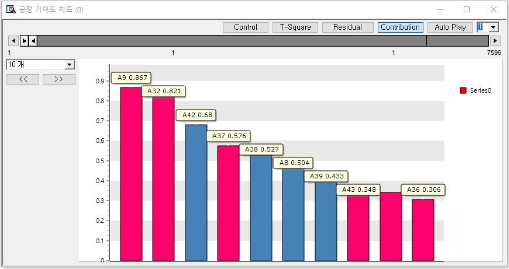 공정 기여도 차트 (0)
Control T-Square Residual Contribution Auto Play
1 1 1 7596
10 개
<< >>
Series0
A9 0.867
A32 0.821
A42 0.68
A37 0.576
A38 0.527
A8 0.504
A39 0.433
A43 0.348
A36 0.306
0.9
0.8
0.7
0.6
0.5
0.4
0.3
0.2
0.1
0